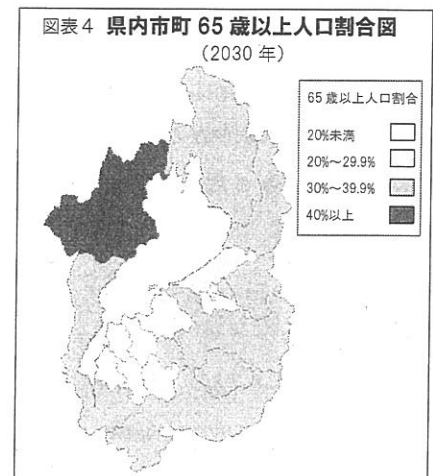 図表4 県内市町 65 歳以上人口割合図
（2030 年）
65 歳以上人口割合
20%未満
20%～29.9%
30%～39.9%
40%以上